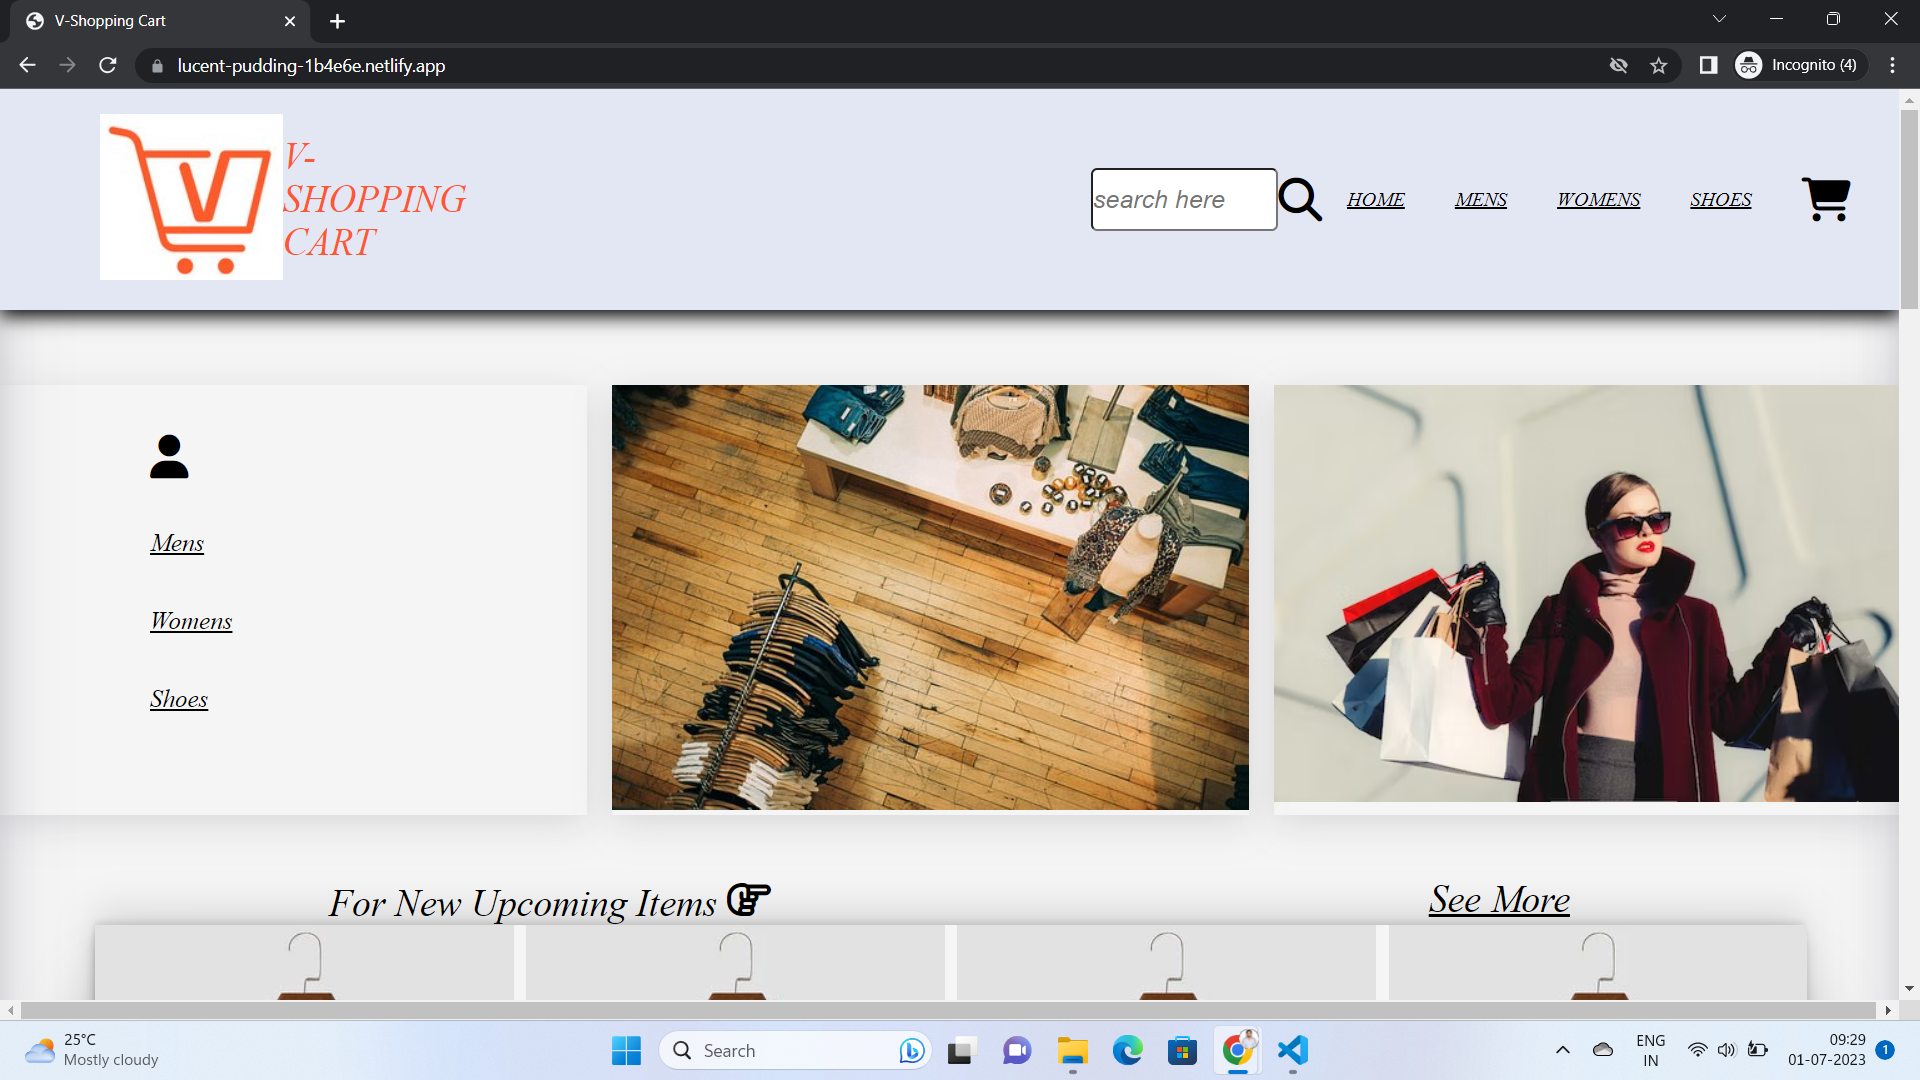 V-Shopping Cart
lucent-pudding-1b4e6e.netlify.app
Incognito (4)
V
V-
SHOPPING
CART
search here
HOME
MENS
WOMENS
SHOES
Mens
Womens
Shoes
For New Upcoming Items
See More
25°C
Mostly cloudy
Search
ENG
IN
09:29
01-07-2023
1